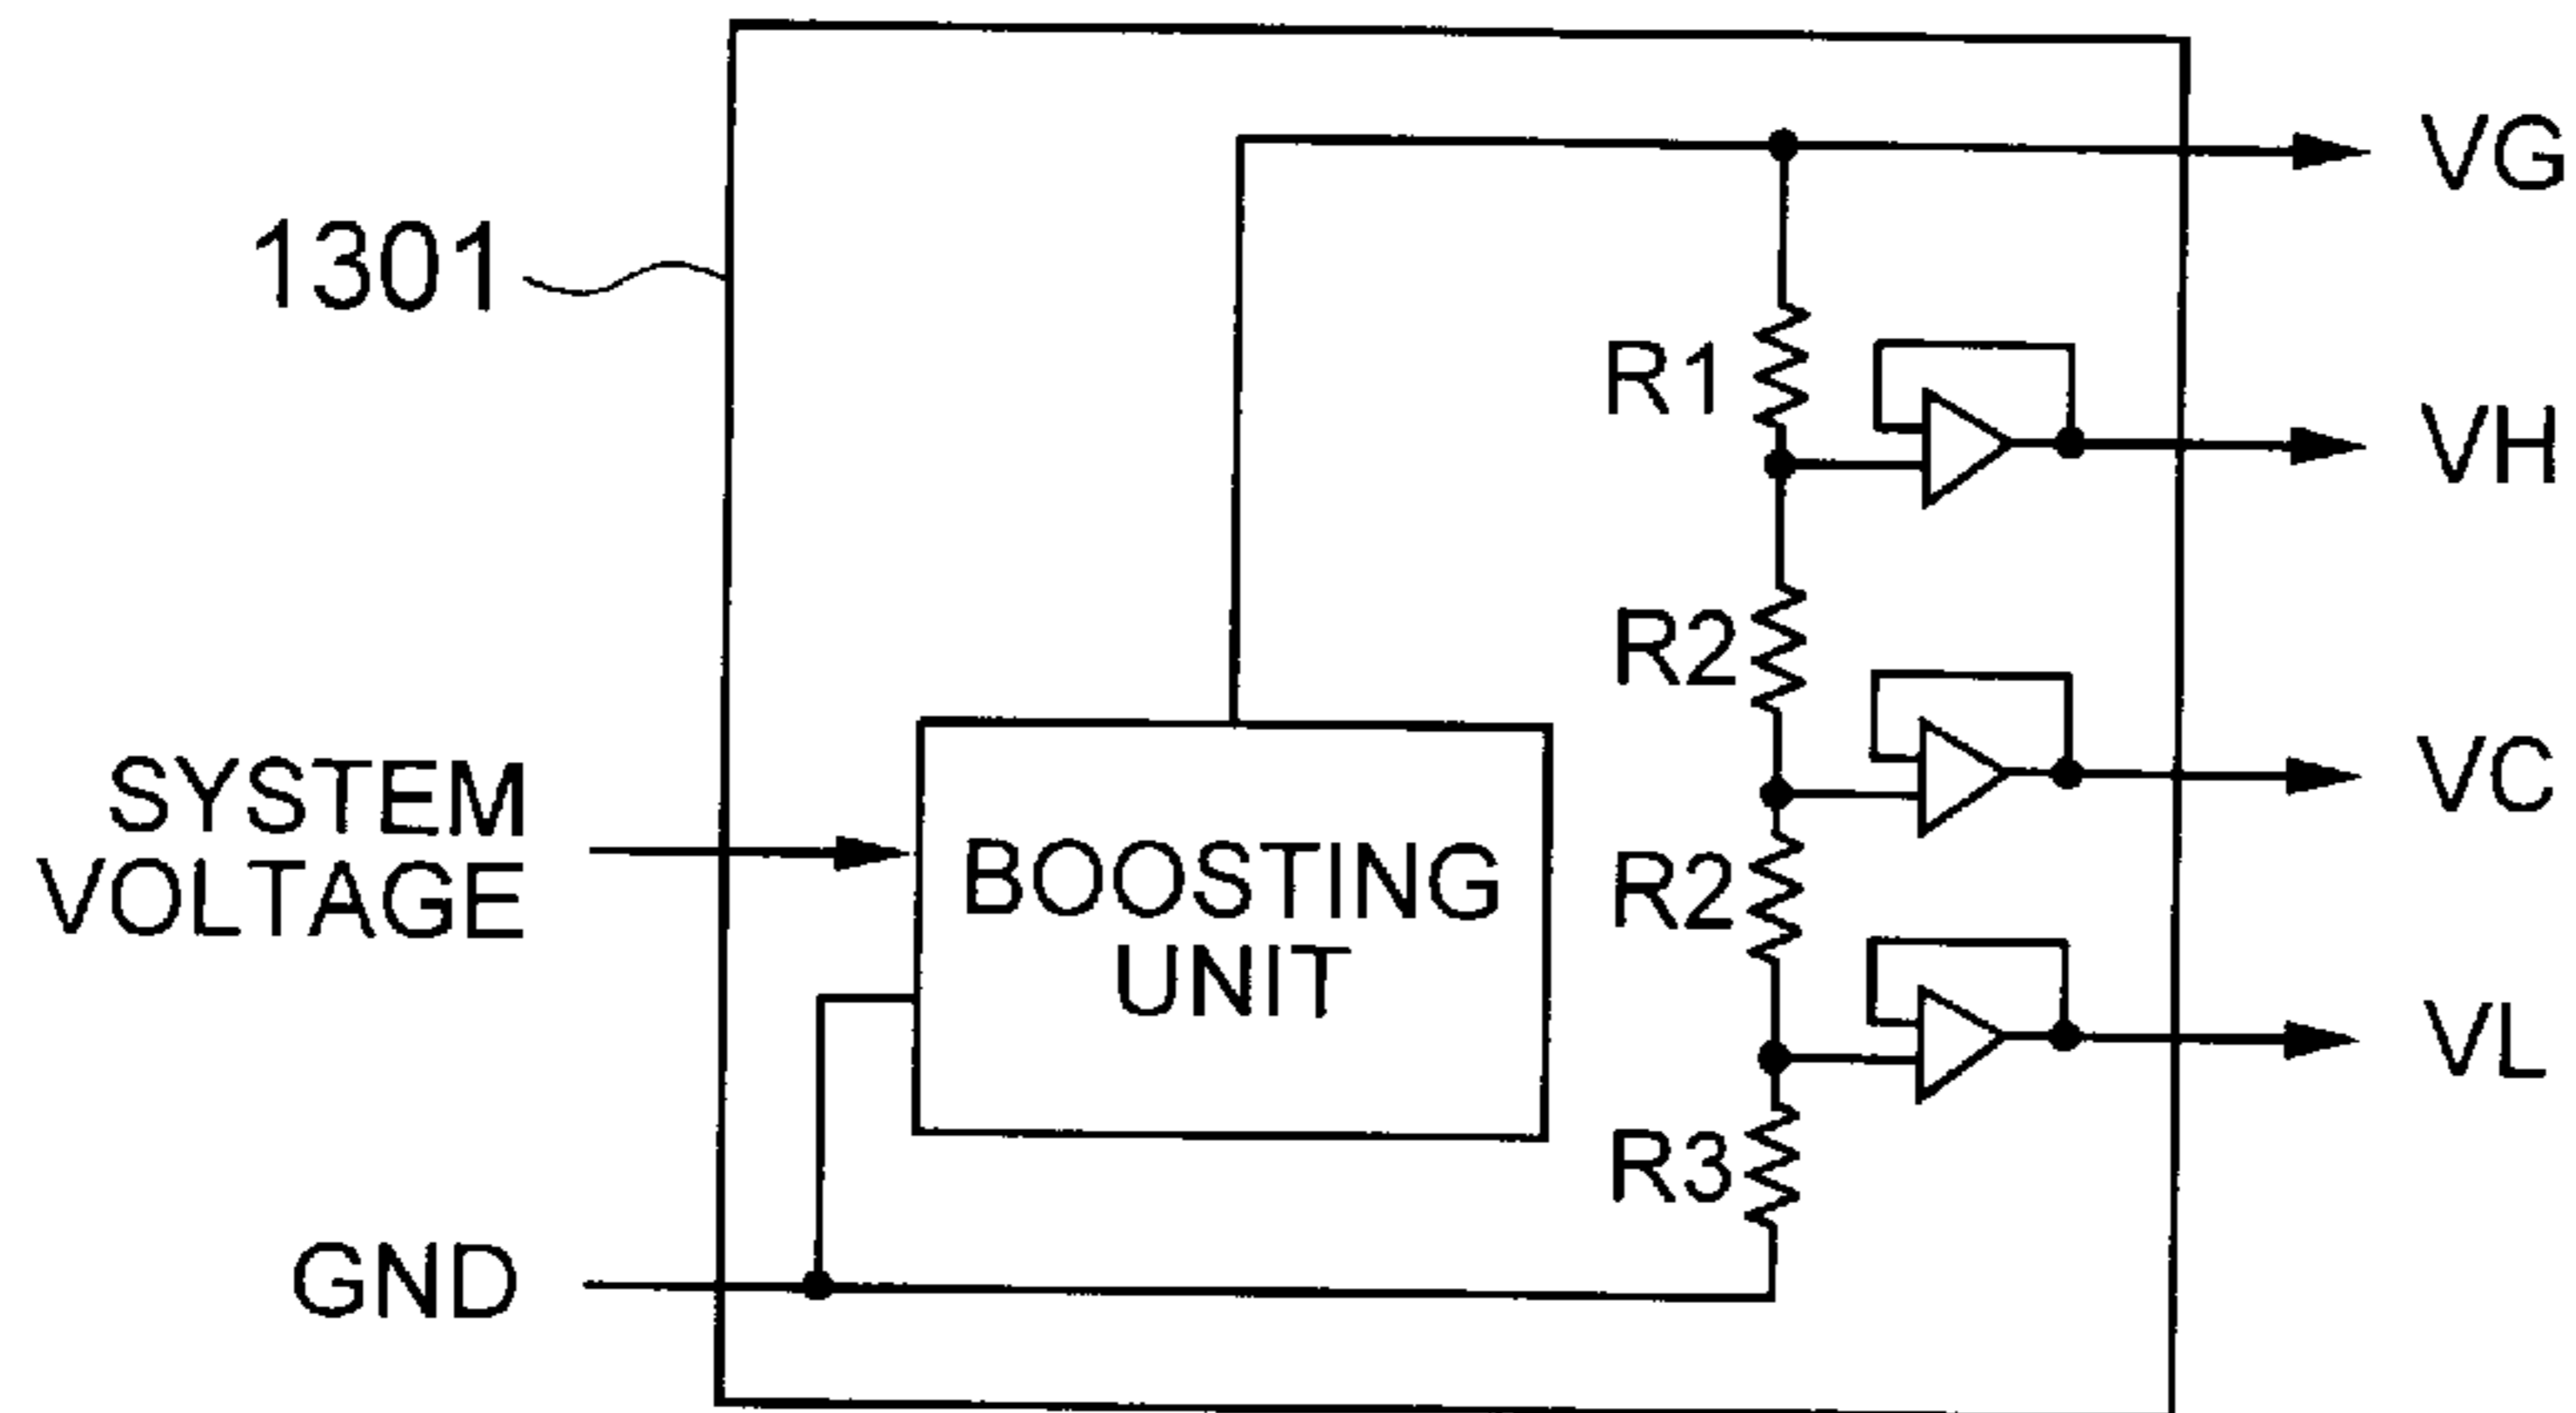 VG
1301
R1
VH
R2
SYSTEM
VOLTAGE
BOOSTING
UNIT
VC
R2
VL
R3
GND